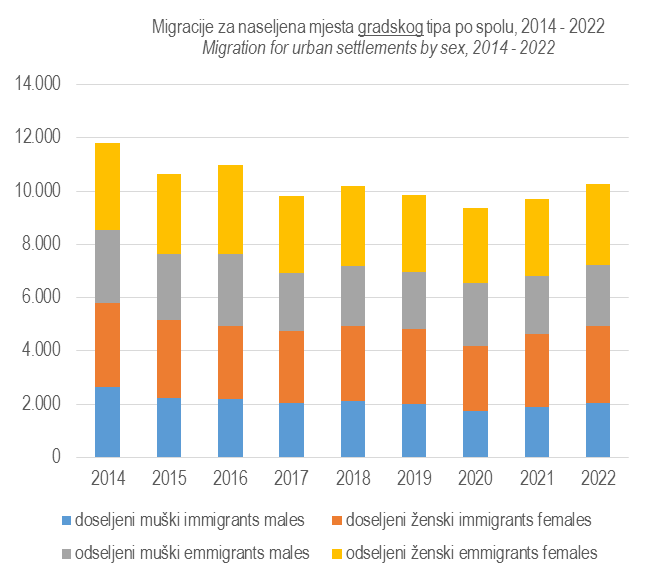 Migracije za naseljena mjesta gradskog tipa po spolu, 2014 - 2022
Migration for urban settlements by sex, 2014 - 2022
14.000
12.000
10.000
8.000
6.000
4.000
2.000
0
2014 2015 2016 2017 2018 2019 2020 2021 2022
doseljeni muški immigrants males doseljeni ženski immigrants females
odseljeni muški emmigrants males odseljeni ženski emmigrants females